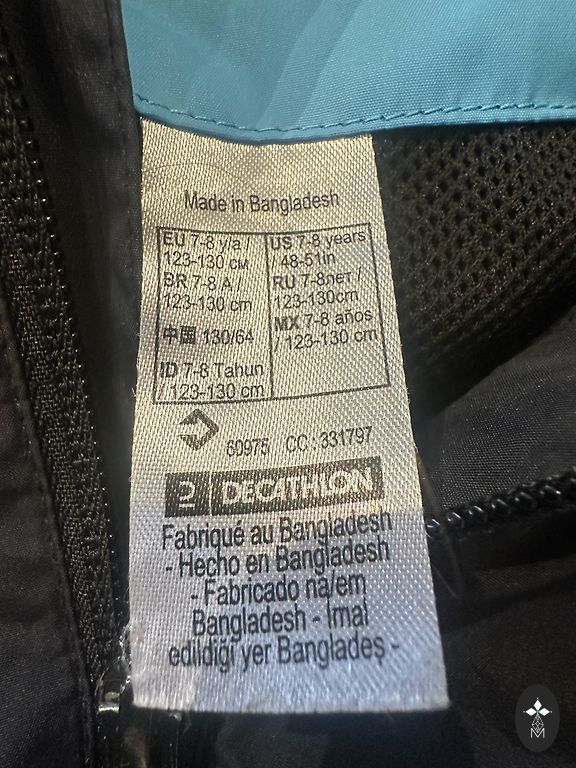 Made in Bangladesh
EU 7-8 y/a /
123-130 см
BR 7-8 A /
123-130 cm
中国 130/64
ID 7-8 Tahun
/ 123-130 cm
US 7-8 years
/ 48-51in
RU 7-8лет /
123-130cm
MX 7-8 años
/ 123-130 cm
60975 CC : 331797
DECATHLON
Fabriqué au Bangladesh
- Hecho en Bangladesh
- Fabricado na/em
Bangladesh - Imal
edildiği yer Bangladeş -
M